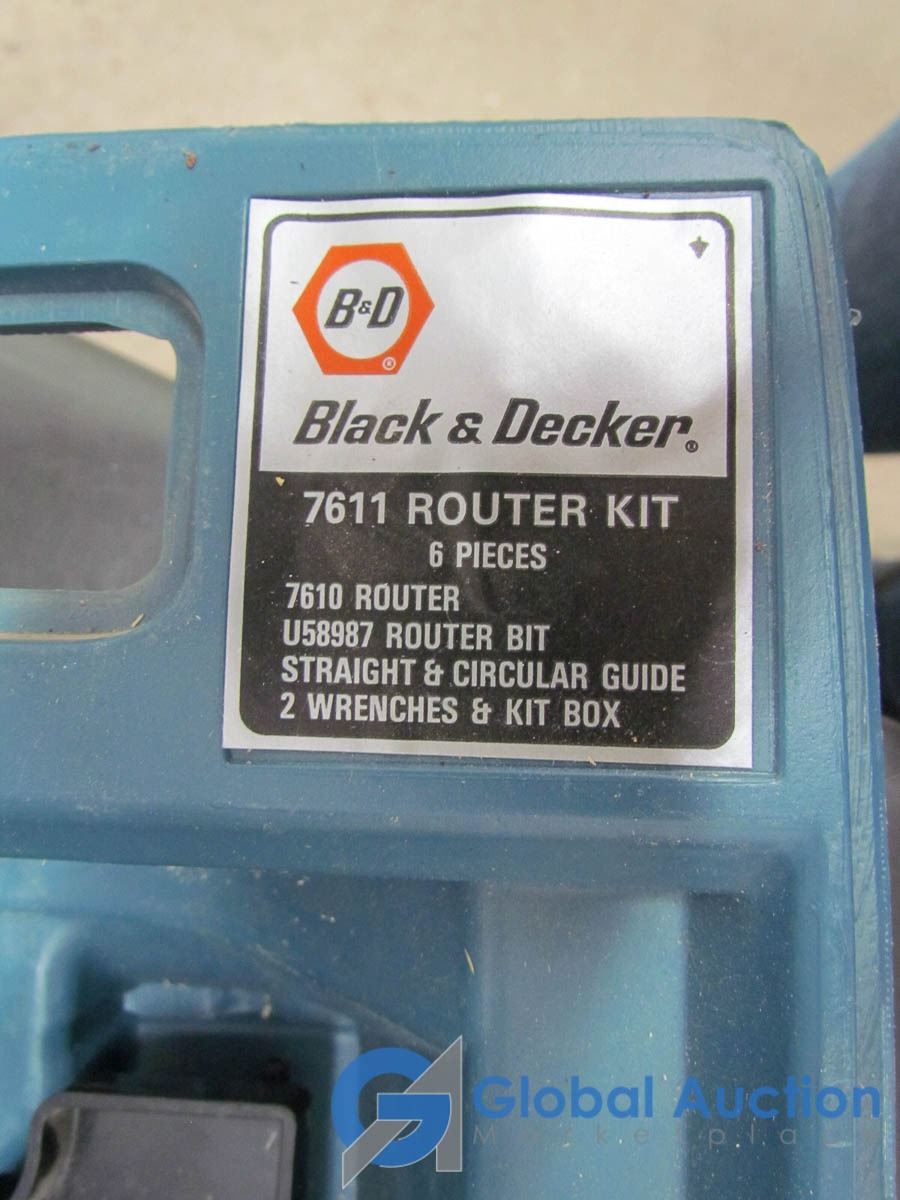 B&D
®
Black & Decker®
7611 ROUTER KIT
6 PIECES
7610 ROUTER
U58987 ROUTER BIT
STRAIGHT & CIRCULAR GUIDE
2 WRENCHES & KIT BOX
GA Global Auction
Marketplace